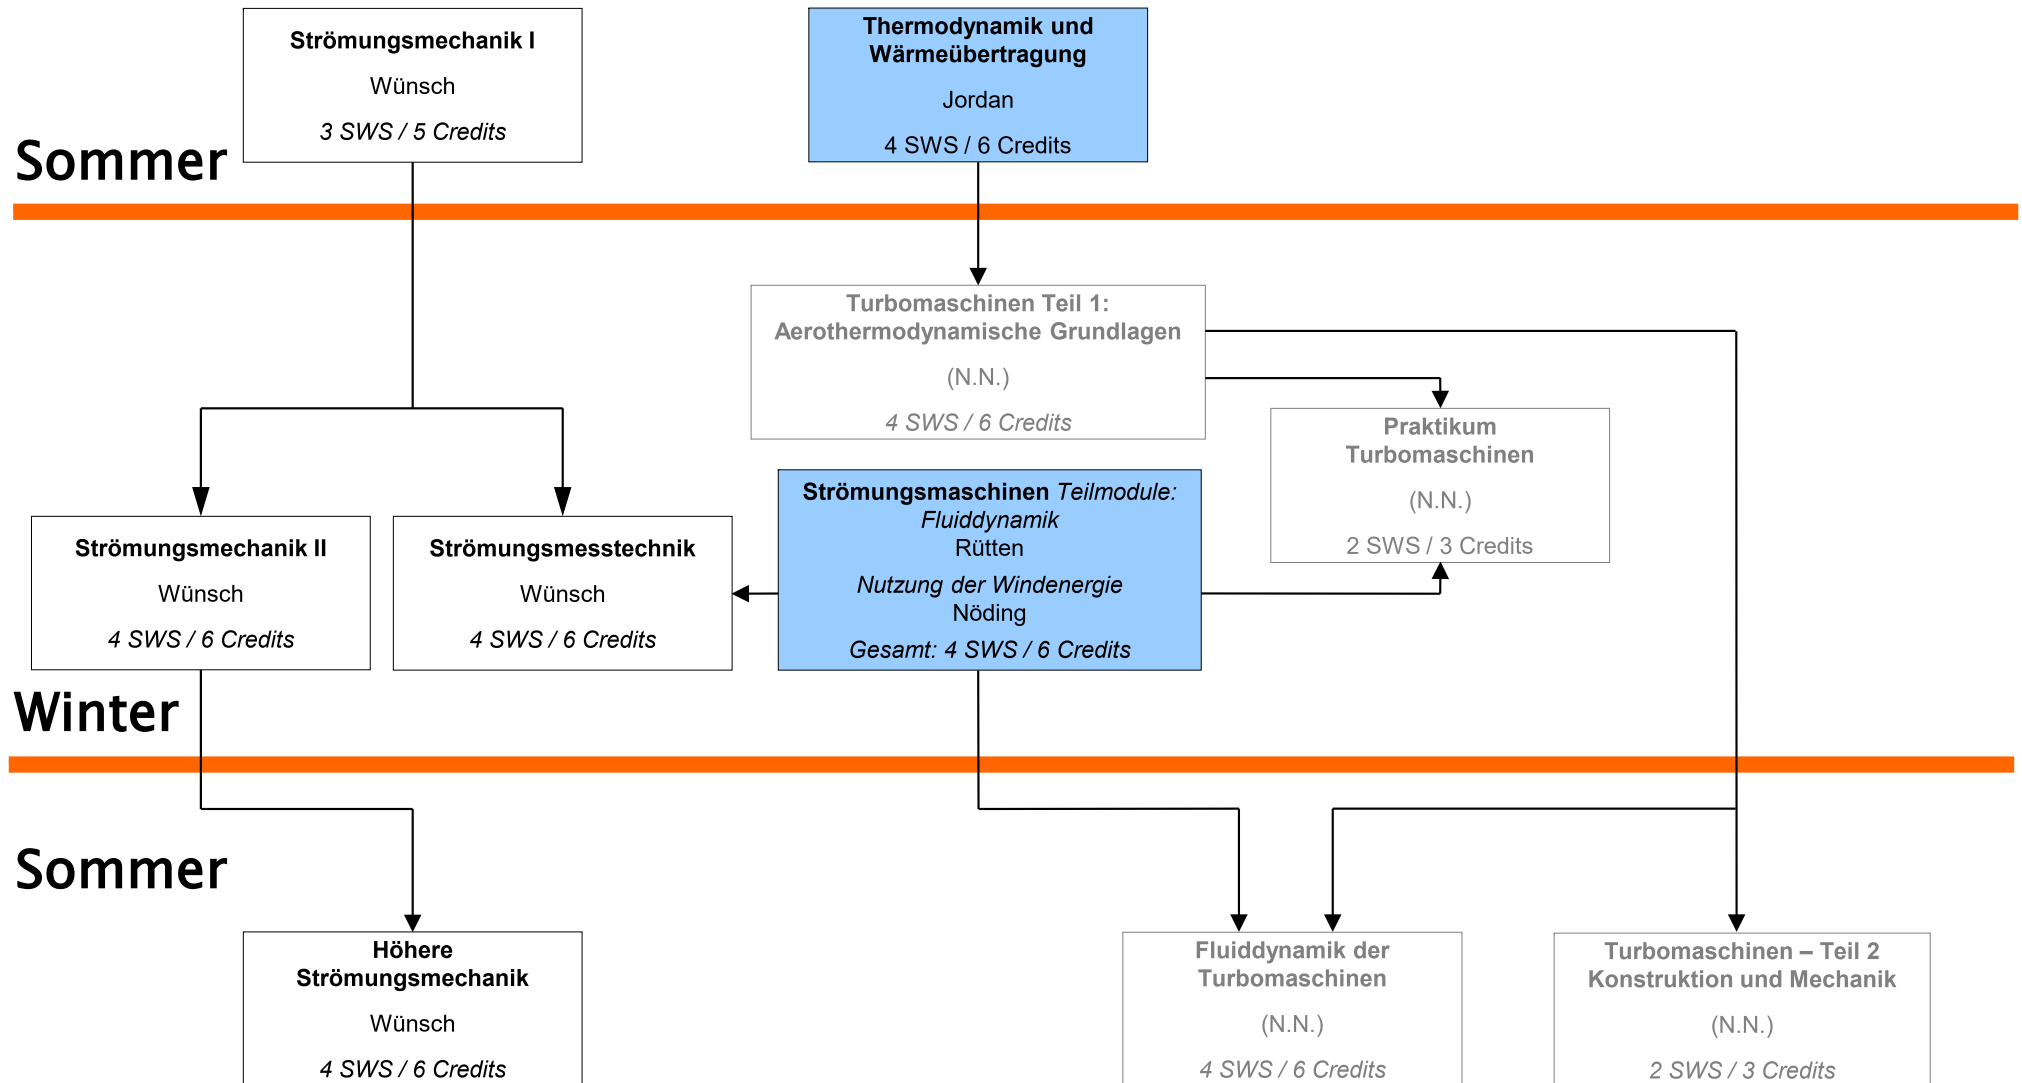 Strömungsmechanik I
Wünsch
3 SWS / 5 Credits
Thermodynamik und
Wärmeübertragung
Jordan
4 SWS / 6 Credits
Sommer
Turbomaschinen Teil 1:
Aerothermodynamische Grundlagen
(N.N.)
4 SWS / 6 Credits
Praktikum
Turbomaschinen
(N.N.)
2 SWS / 3 Credits
Strömungsmechanik II
Wünsch
4 SWS / 6 Credits
Strömungsmesstechnik
Wünsch
4 SWS / 6 Credits
Strömungsmaschinen Teilmodule:
Fluiddynamik
Rütten
Nutzung der Windenergie
Nöding
Gesamt: 4 SWS / 6 Credits
Winter
Sommer
Höhere
Strömungsmechanik
Wünsch
4 SWS / 6 Credits
Fluiddynamik der
Turbomaschinen
(N.N.)
4 SWS / 6 Credits
Turbomaschinen – Teil 2
Konstruktion und Mechanik
(N.N.)
2 SWS / 3 Credits